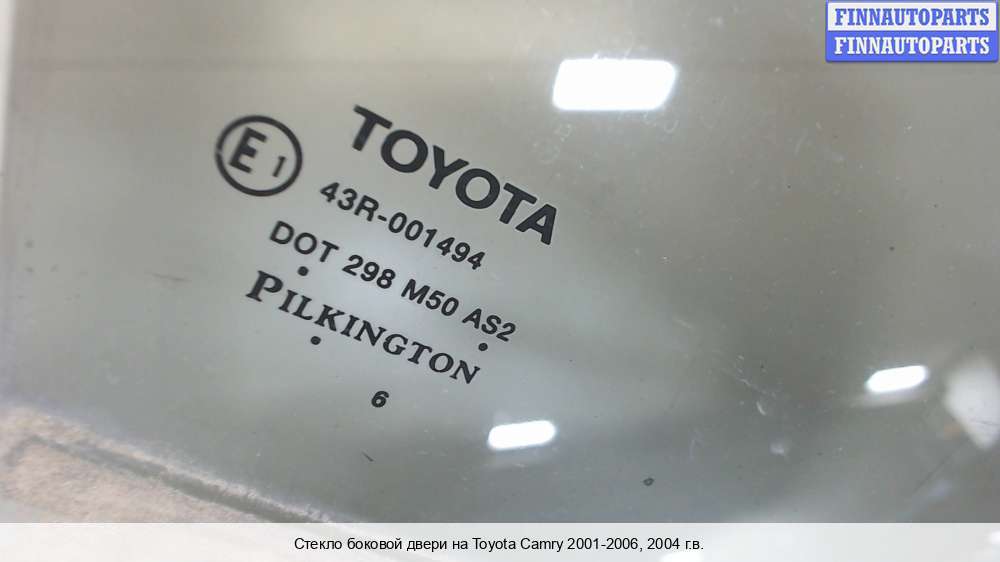 FINNAUTOPARTS
FINNAUTOPARTS
TOYOTA
E1
43R-001494
DOT 298 M50 AS2
PILKINGTON
6
Стекло боковой двери на Toyota Camry 2001-2006, 2004 г.в.